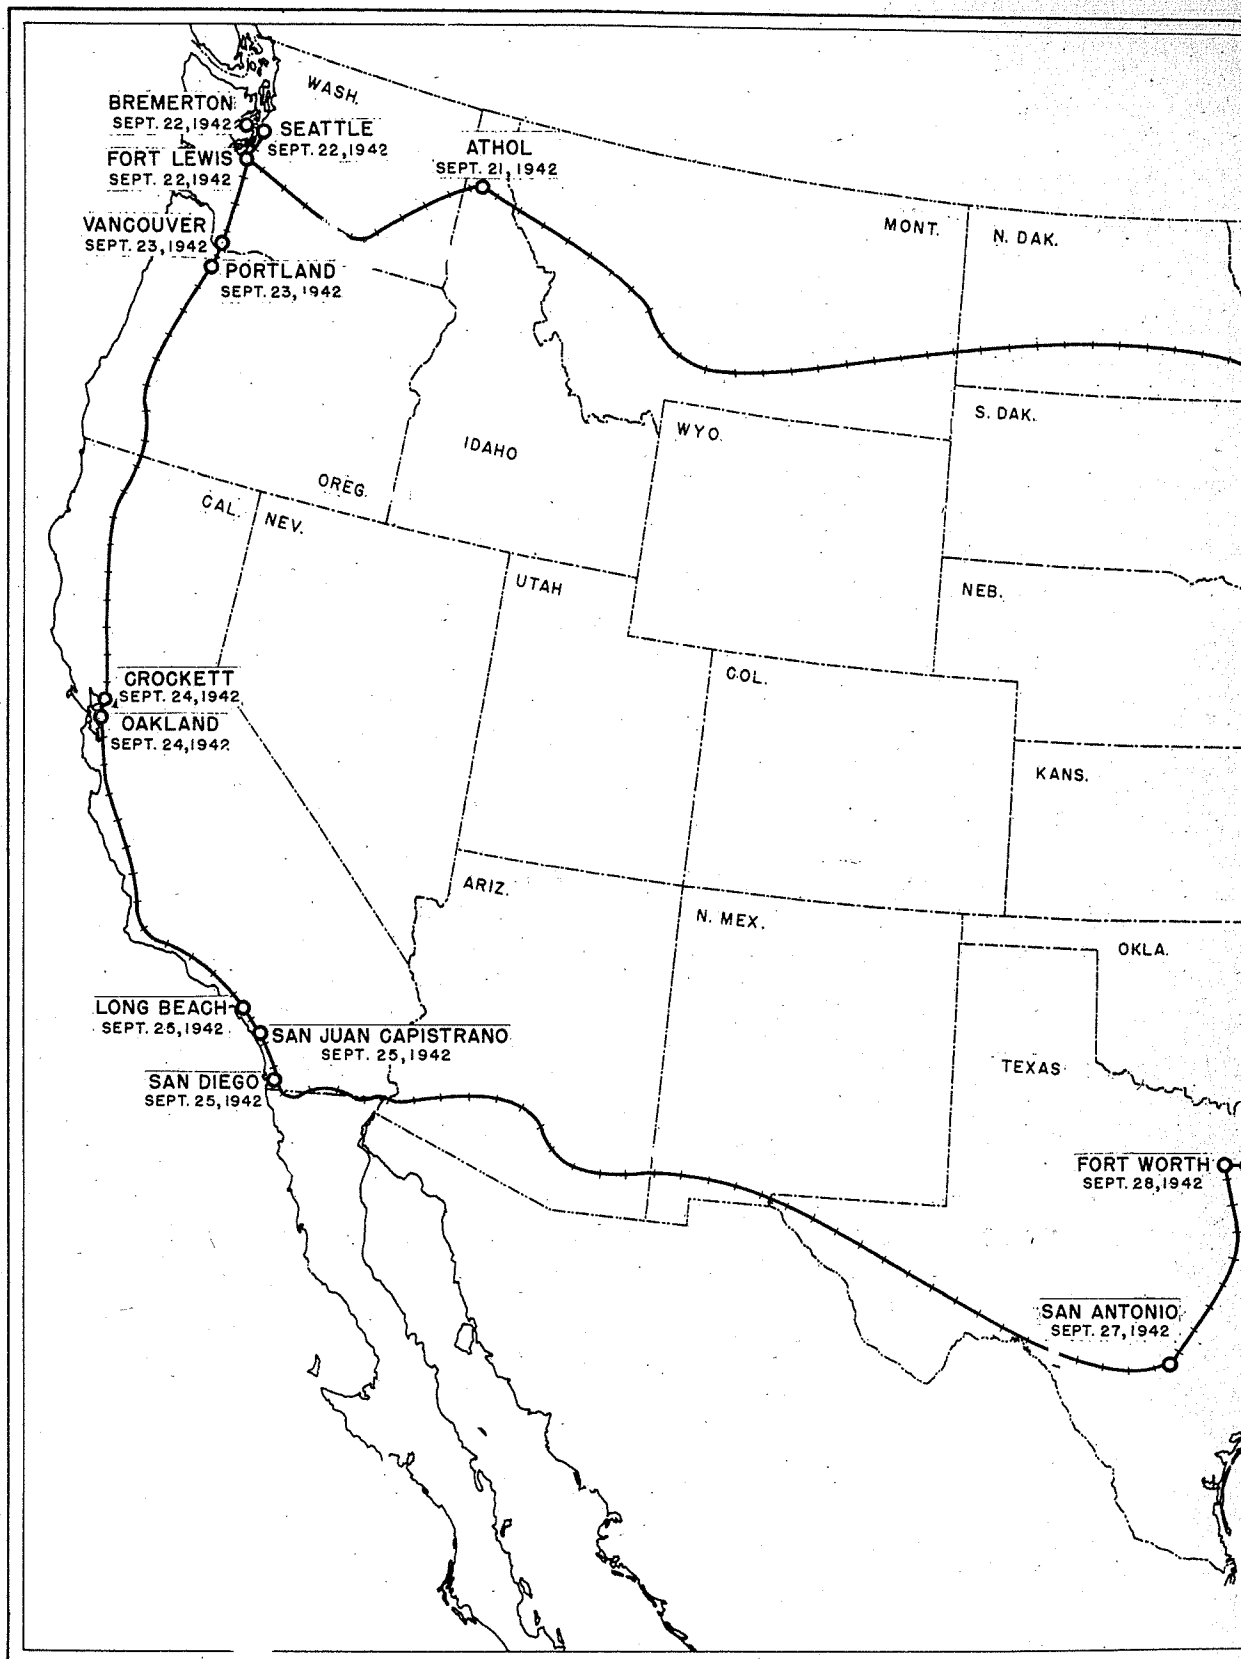 WASH.
BREMERTON
SEPT. 22, 1942
SEATTLE
SEPT. 22, 1942
FORT LEWIS
SEPT. 22, 1942
ATHOL
SEPT. 21, 1942
VANCOUVER
SEPT. 23, 1942
PORTLAND
SEPT. 23, 1942
MONT.
N. DAK.
S. DAK.
WYO.
IDAHO
OREG.
CAL.
NEV.
UTAH
NEB.
CROCKETT
SEPT. 24, 1942
OAKLAND
SEPT. 24, 1942
COL.
KANS.
ARIZ.
N. MEX.
OKLA.
LONG BEACH
SEPT. 25, 1942
SAN JUAN CAPISTRANO
SEPT. 25, 1942
SAN DIEGO
SEPT. 25, 1942
TEXAS
FORT WORTH
SEPT. 28, 1942
SAN ANTONIO
SEPT. 27, 1942